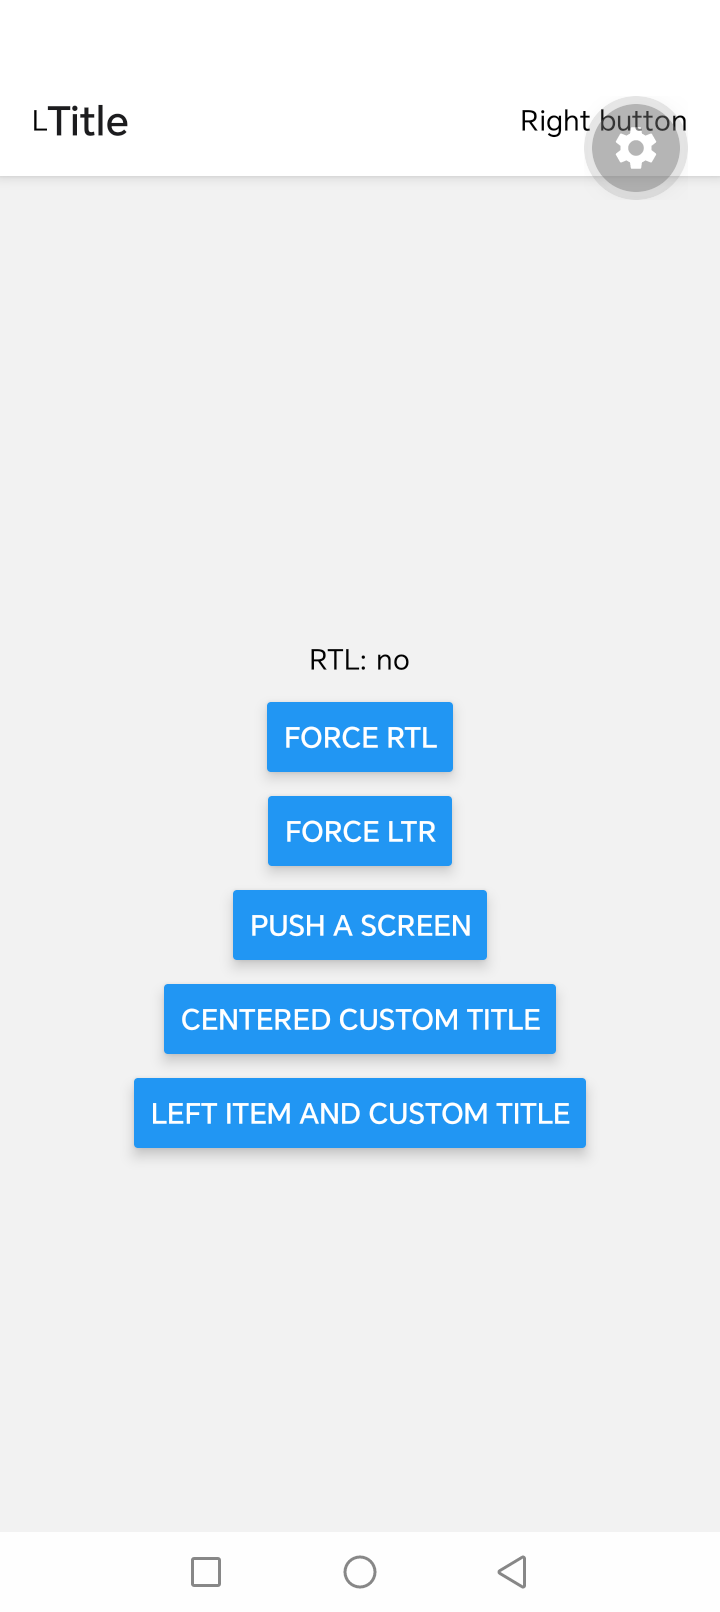 LTitle Right button
RTL: no
FORCE RTL
FORCE LTR
PUSH A SCREEN
CENTERED CUSTOM TITLE
LEFT ITEM AND CUSTOM TITLE